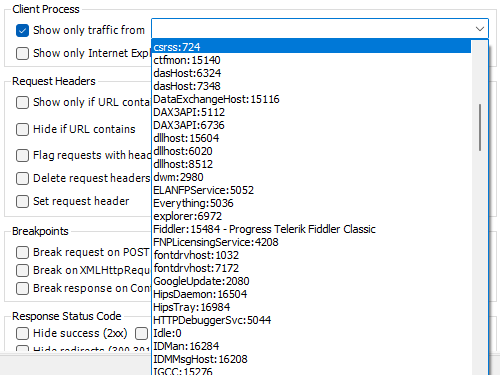 Client Process
Show only traffic from
Show only Internet Expl
csrss:724
ctfmon:15140
dasHost:6324
dasHost:7348
DataExchangeHost:15116
DAX3API:5112
DAX3API:6736
dllhost:15604
dllhost:6020
dllhost:8512
dwm:2980
ELANFPService:5052
Everything:5036
explorer:6972
Fiddler:15484 - Progress Telerik Fiddler Classic
FNPLicensingService:4208
fontdrvhost:1032
fontdrvhost:7172
GoogleUpdate:2080
HipsDaemon:16504
HipsTray:16984
HTTPDebuggerSvc:5044
Idle:0
IDMan:16284
IDMMsgHost:16208
IGCC:15276
Request Headers
Show only if URL conta
Hide if URL contains
Flag requests with head
Delete request headers
Set request header
Breakpoints
Break request on POST
Break on XMLHttpReque
Break response on Cont
Response Status Code
Hide success (2xx)
Hide redirects (300,301